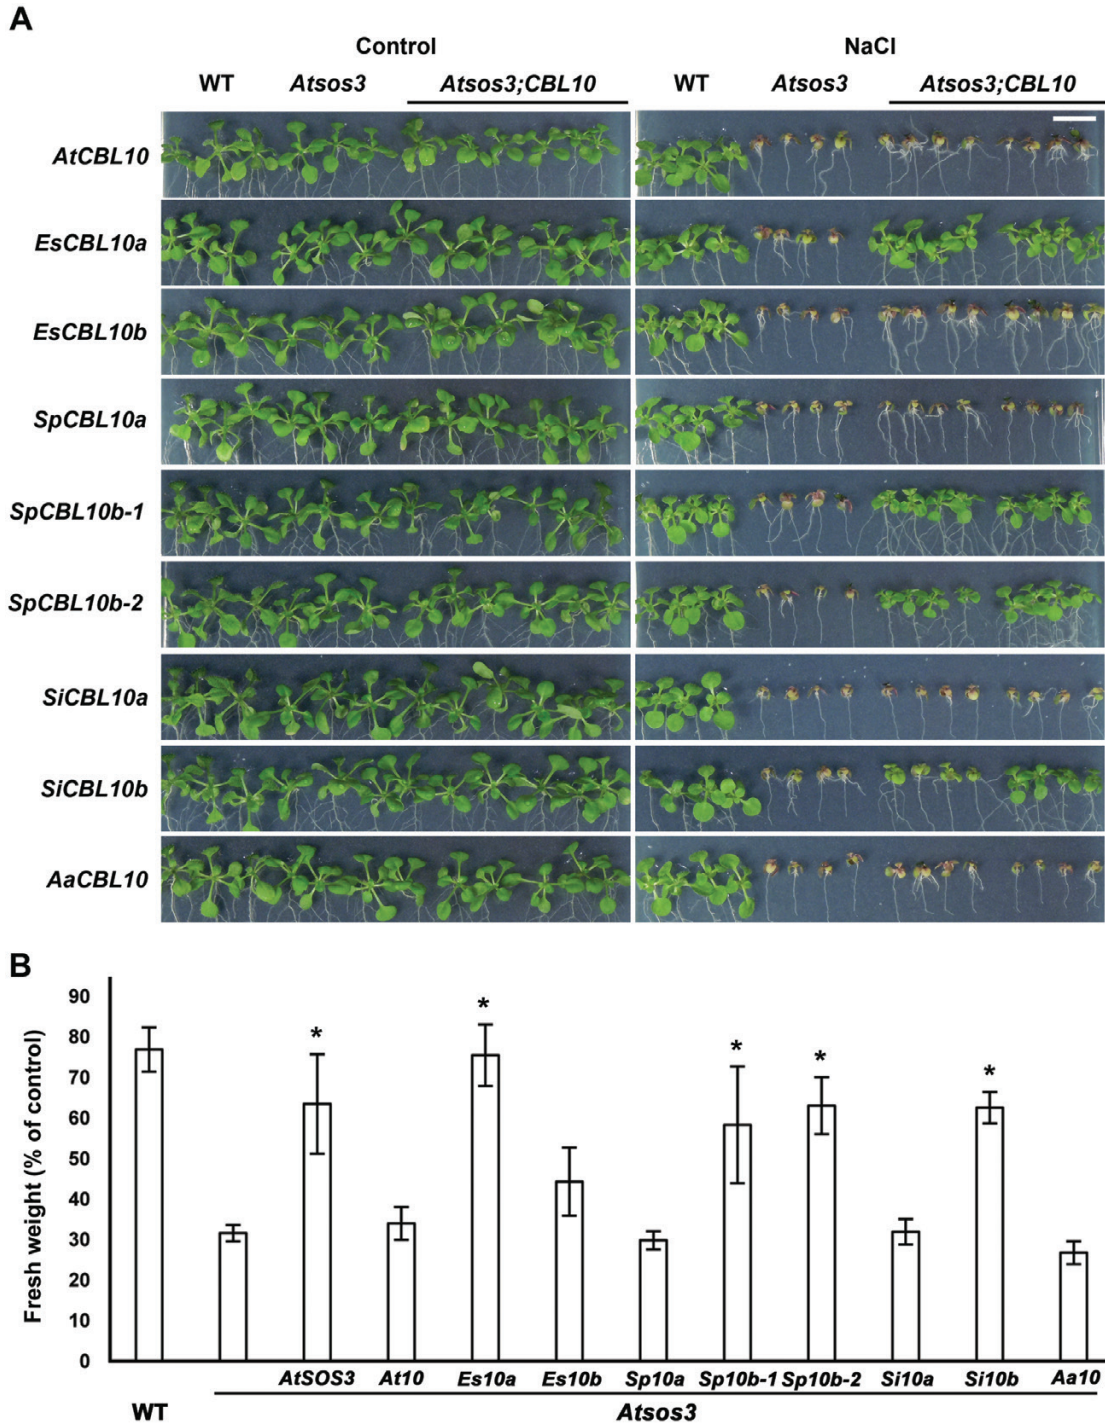 A
Control NaCl
WT Atsos3 Atsos3;CBL10 WT Atsos3 Atsos3;CBL10
AtCBL10
EsCBL10a
EsCBL10b
SpCBL10a
SpCBL10b-1
SpCBL10b-2
SiCBL10a
SiCBL10b
AaCBL10
B
Fresh weight (% of control)
90
80
70
60
50
40
30
20
10
0
* * * * *
AtSOS3 At10 Es10a Es10b Sp10a Sp10b-1 Sp10b-2 Si10a Si10b Aa10
WT Atsos3